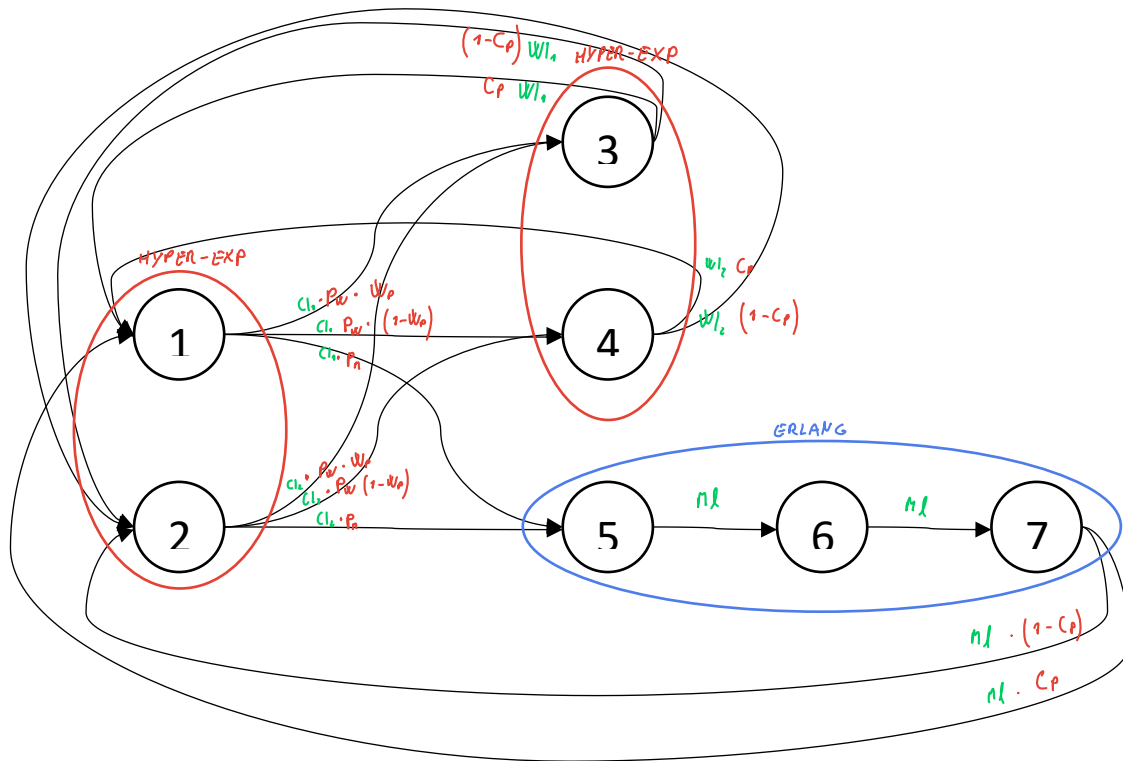 (1-Cp) Wl₁
HYPER-EXP
Cp Wl₁
3
HYPER-EXP
Wl₂ Cp
Cl₁ · Pw · Wp
Cl₁ Pw · (1-Wp)
Wl₂ (1-Cp)
1
4
Cl₁ · Pn
ERLANG
Cl₂ · Pw · Wp
Cl₂ · Pw (1-Wp)
Cl₂ · Pn
Ml
Ml
2
5
6
7
Ml · (1-Cp)
Ml · Cp